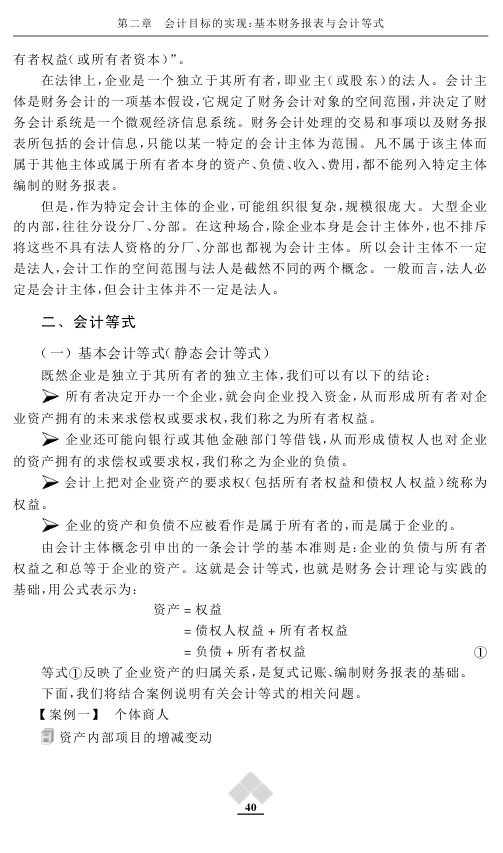 第二章　会计目标的实现：基本财务报表与会计等式
有者权益（或所有者资本）”。
在法律上，企业是一个独立于其所有者，即业主（或股东）的法人。会计主
体是财务会计的一项基本假设，它规定了财务会计对象的空间范围，并决定了财
务会计系统是一个微观经济信息系统。财务会计处理的交易和事项以及财务报
表所包括的会计信息，只能以某一特定的会计主体为范围。凡不属于该主体而
属于其他主体或属于所有者本身的资产、负债、收入、费用，都不能列入特定主体
编制的财务报表。
但是，作为特定会计主体的企业，可能组织很复杂，规模很庞大。大型企业
的内部，往往分设分厂、分部。在这种场合，除企业本身是会计主体外，也不排斥
将这些不具有法人资格的分厂、分部也都视为会计主体。所以会计主体不一定
是法人，会计工作的空间范围与法人是截然不同的两个概念。一般而言，法人必
定是会计主体，但会计主体并不一定是法人。
二、会计等式
（一）基本会计等式（静态会计等式）
既然企业是独立于其所有者的独立主体，我们可以有以下的结论：
➢ 所有者决定开办一个企业，就会向企业投入资金，从而形成所有者对企
业资产拥有的未来求偿权或要求权，我们称之为所有者权益。
➢ 企业还可能向银行或其他金融部门等借钱，从而形成债权人也对企业
的资产拥有的求偿权或要求权，我们称之为企业的负债。
➢ 会计上把对企业资产的要求权（包括所有者权益和债权人权益）统称为
权益。
➢ 企业的资产和负债不应被看作是属于所有者的，而是属于企业的。
由会计主体概念引申出的一条会计学的基本准则是：企业的负债与所有者
权益之和总等于企业的资产。这就是会计等式，也就是财务会计理论与实践的
基础，用公式表示为：
资产 = 权益
= 债权人权益 + 所有者权益
= 负债 + 所有者权益　①
等式①反映了企业资产的归属关系，是复式记账、编制财务报表的基础。
下面，我们将结合案例说明有关会计等式的相关问题。
【案例一】　个体商人
资产内部项目的增减变动
40